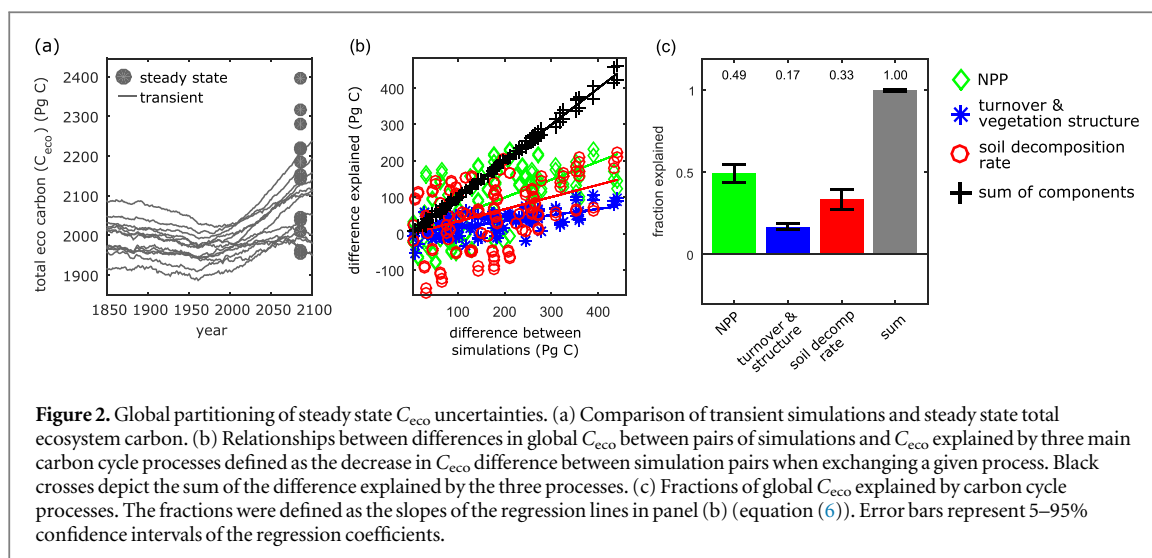 (a)
steady state
transient
total eco carbon (C_eco) (Pg C)
2400
2300
2200
2100
2000
1900
1850 1900 1950 2000 2050 2100
year
(b)
difference explained (Pg C)
400
300
200
100
0
-100
100 200 300 400
difference between
simulations (Pg C)
(c)
fraction explained
0.49 0.17 0.33 1.00
1
0.5
0
NPP
turnover &
structure
soil decomp
rate
sum
NPP
turnover &
vegetation structure
soil decomposition
rate
sum of components
Figure 2. Global partitioning of steady state C_eco uncertainties. (a) Comparison of transient simulations and steady state total
ecosystem carbon. (b) Relationships between differences in global C_eco between pairs of simulations and C_eco explained by three main
carbon cycle processes defined as the decrease in C_eco difference between simulation pairs when exchanging a given process. Black
crosses depict the sum of the difference explained by the three processes. (c) Fractions of global C_eco explained by carbon cycle
processes. The fractions were defined as the slopes of the regression lines in panel (b) (equation (6)). Error bars represent 5–95%
confidence intervals of the regression coefficients.